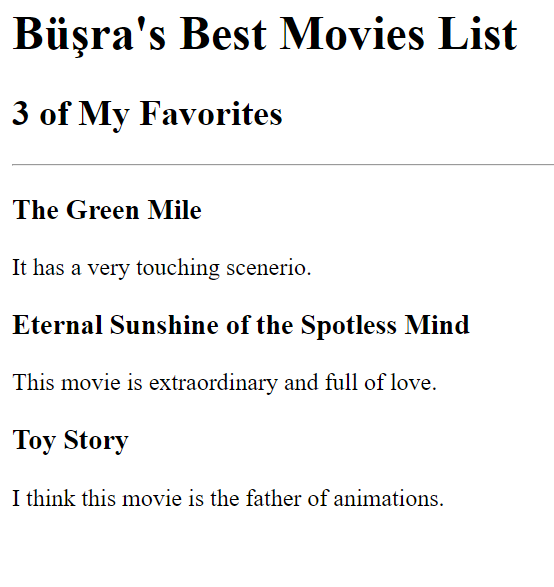 Büşra's Best Movies List
3 of My Favorites
The Green Mile
It has a very touching scenerio.
Eternal Sunshine of the Spotless Mind
This movie is extraordinary and full of love.
Toy Story
I think this movie is the father of animations.